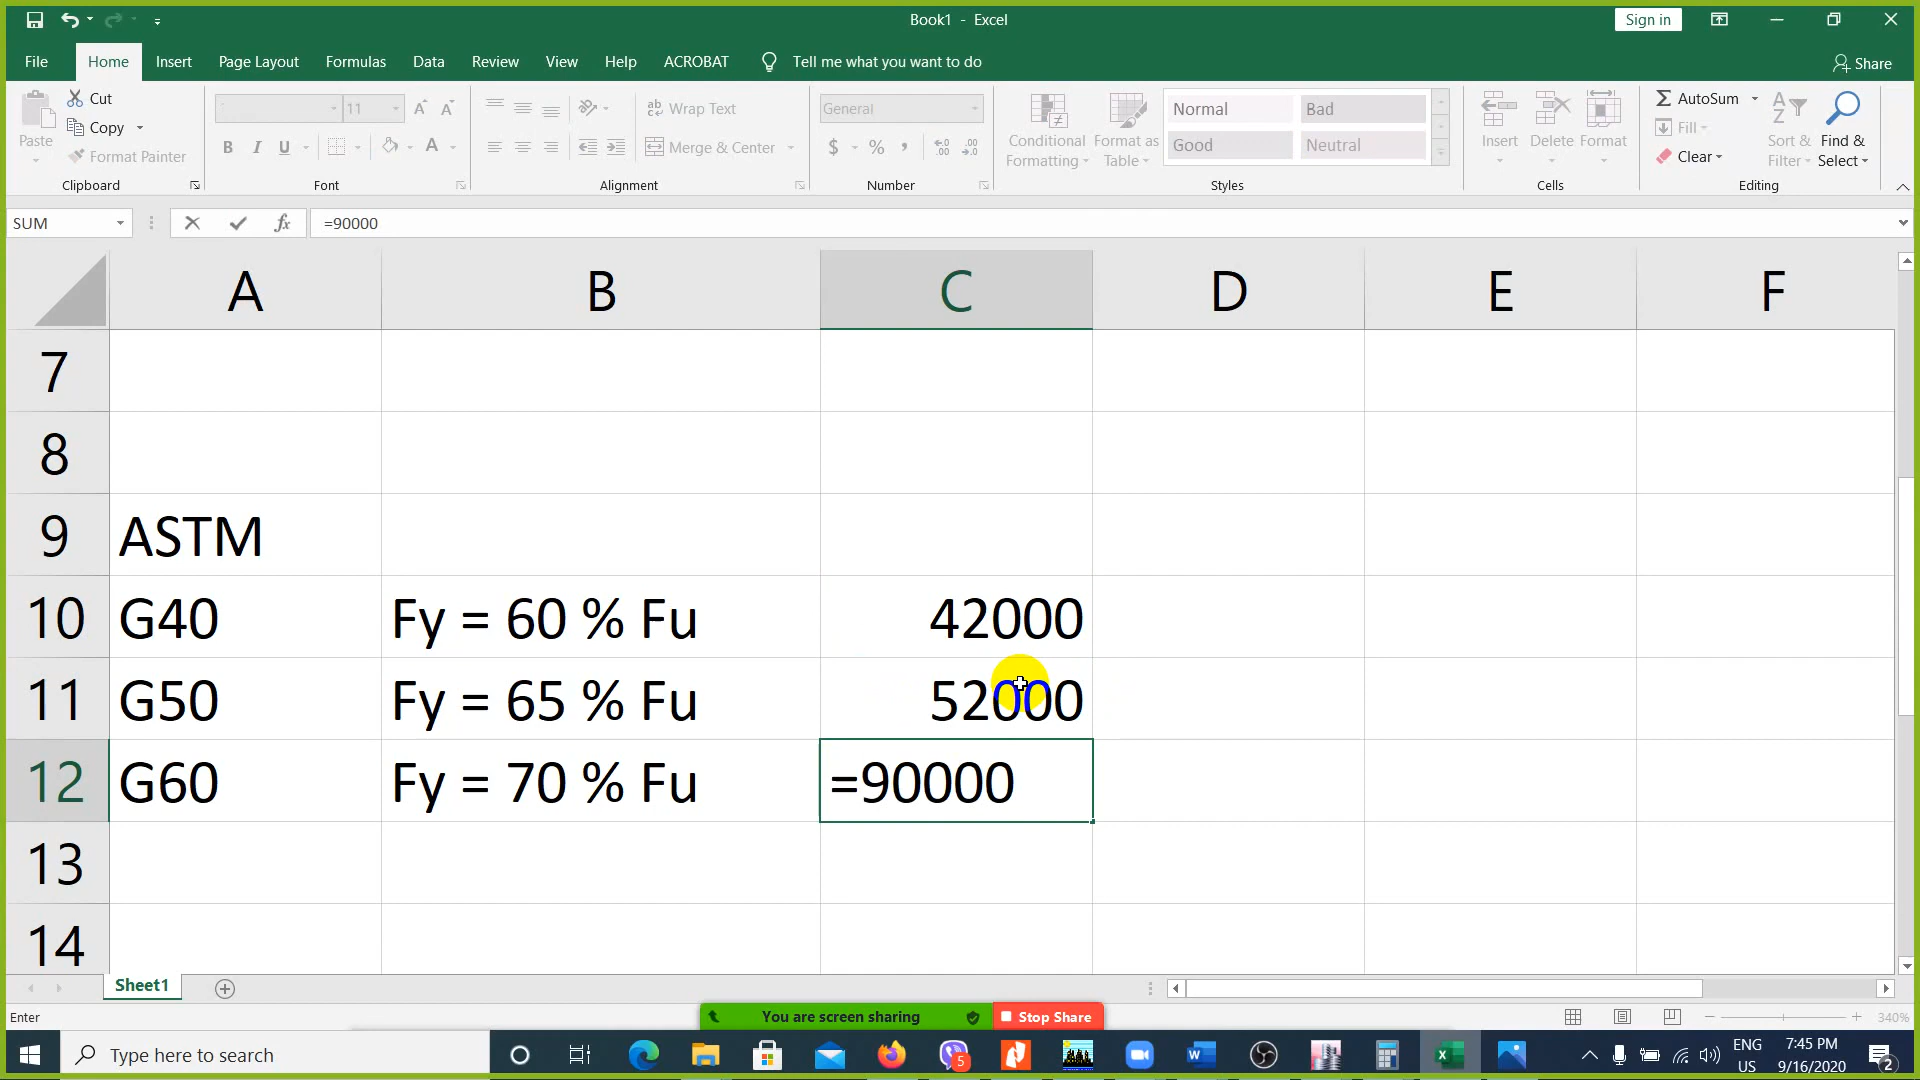 Book1 - Excel
Sign in
File Home Insert Page Layout Formulas Data Review View Help ACROBAT Tell me what you want to do
Share
Paste
Cut
Copy
Format Painter
Clipboard
11
B I U
Font
Wrap Text
Merge & Center
Alignment
General
$ % ,
Number
Conditional Formatting
Format as Table
Normal Bad
Good Neutral
Styles
Insert Delete Format
Cells
AutoSum
Fill
Clear
Sort & Filter
Find & Select
Editing
SUM fx =90000
A B C D E F
7
8
9 ASTM
10 G40 Fy = 60 % Fu 42000
11 G50 Fy = 65 % Fu 52000
12 G60 Fy = 70 % Fu =90000
13
14
Sheet1
Enter
You are screen sharing Stop Share
340%
Type here to search
5
ENG
US
7:45 PM
9/16/2020
2